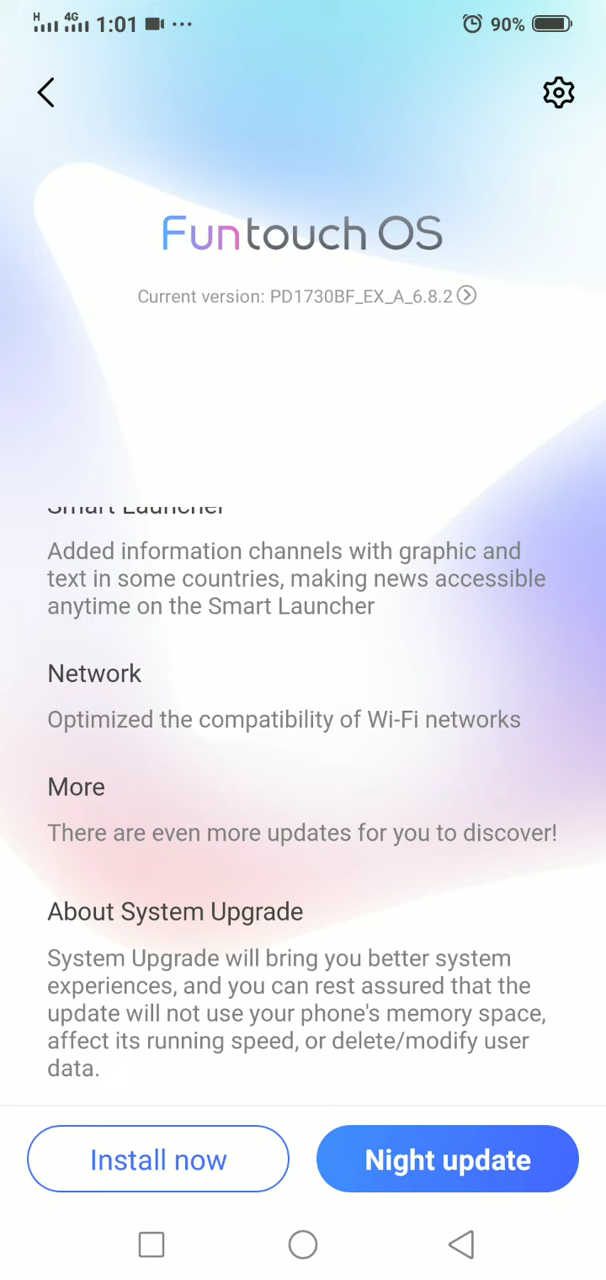 H 4G 1:01 90%
Funtouch OS
Current version: PD1730BF_EX_A_6.8.2
Smart Launcher
Added information channels with graphic and
text in some countries, making news accessible
anytime on the Smart Launcher
Network
Optimized the compatibility of Wi-Fi networks
More
There are even more updates for you to discover!
About System Upgrade
System Upgrade will bring you better system
experiences, and you can rest assured that the
update will not use your phone's memory space,
affect its running speed, or delete/modify user
data.
Install now Night update